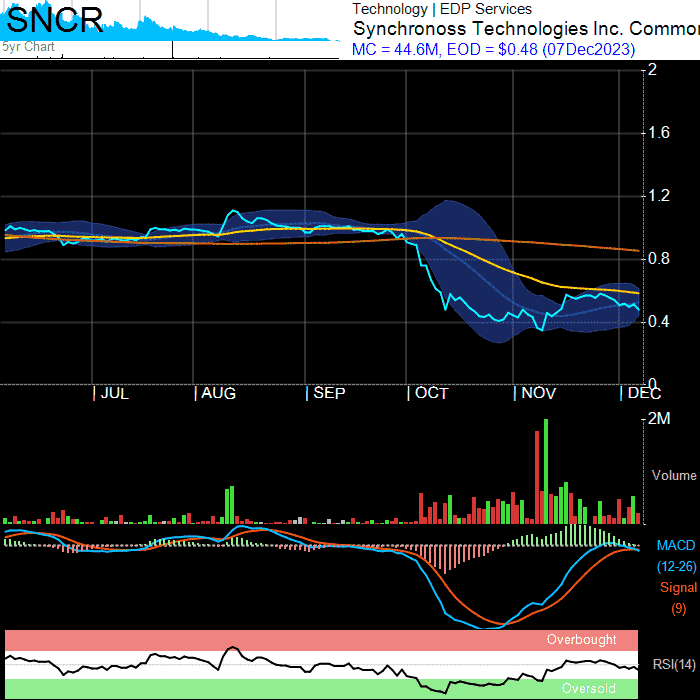 SNCR
5yr Chart
Technology | EDP Services
Synchronoss Technologies Inc. Common
MC = 44.6M, EOD = $0.48 (07Dec2023)
2
1.6
1.2
0.8
0.4
0
JUL AUG SEP OCT NOV DEC
2M
Volume
MACD
(12-26)
Signal
(9)
Overbought
RSI(14)
Oversold